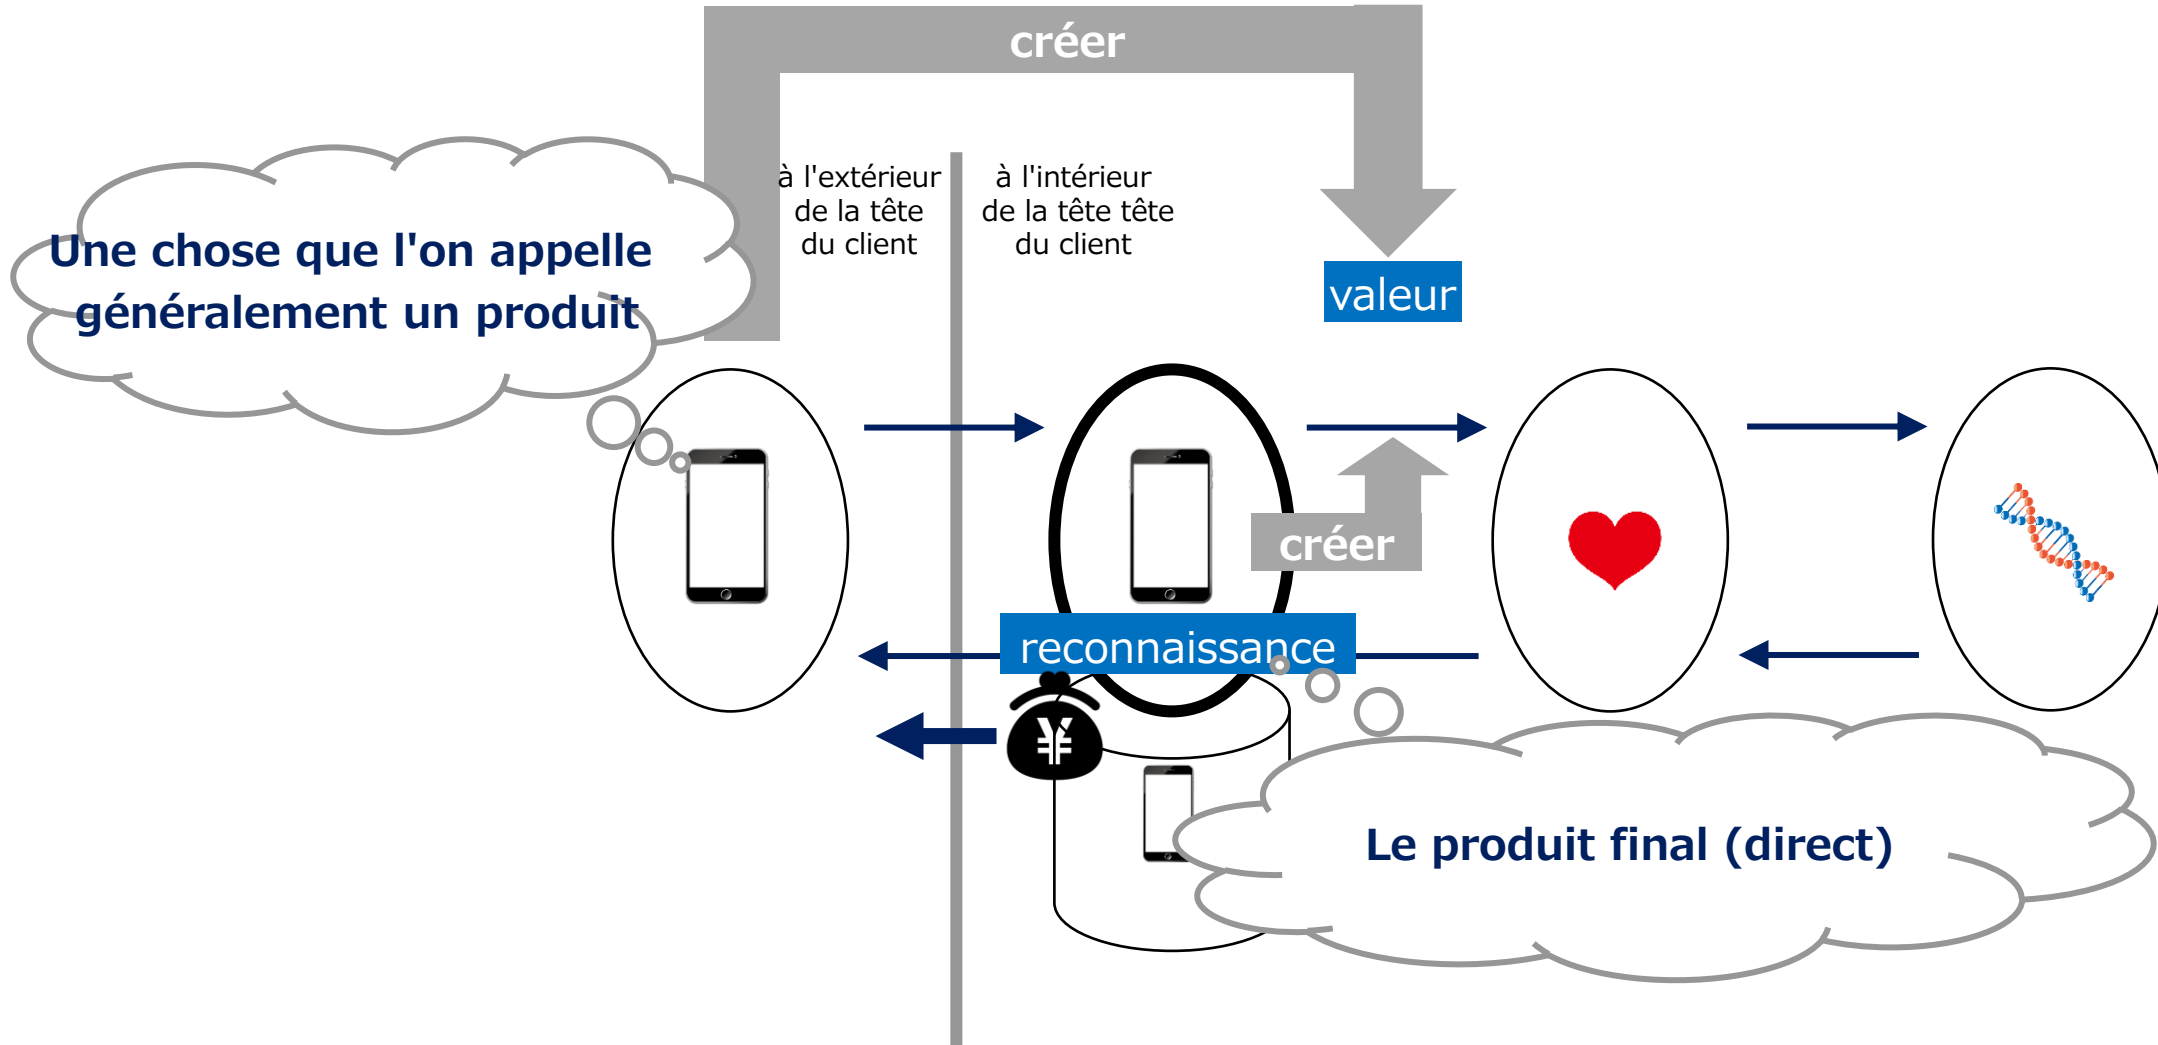 créer
à l'extérieur
de la tête
du client
à l'intérieur
de la tête tête
du client
Une chose que l'on appelle
généralement un produit
valeur
créer
reconnaissance
¥
Le produit final (direct)